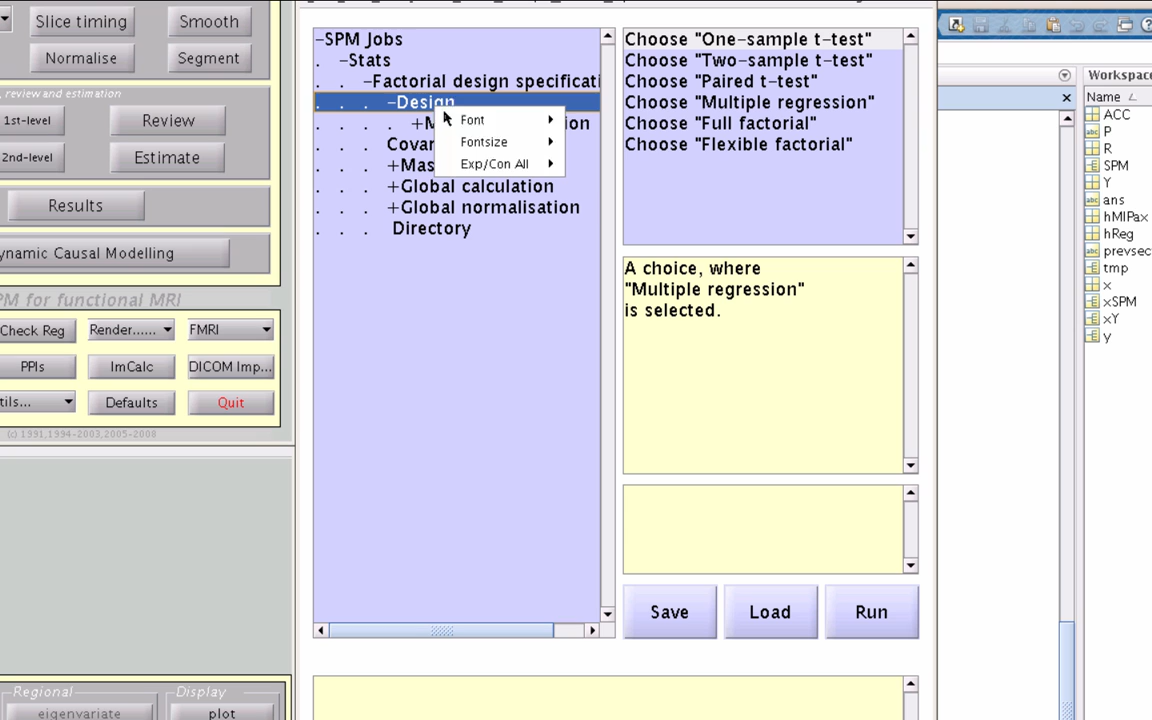 Slice timing
Smooth
Normalise
Segment
, review and estimation
1st-level
Review
2nd-level
Estimate
Results
ynamic Causal Modelling
PM for functional MRI
Check Reg
Render......
FMRI
PPIs
ImCalc
DICOM Imp...
tils...
Defaults
Quit
(c) 1991,1994-2003,2005-2008
Regional
Display
eigenvariate
plot
-SPM Jobs
. -Stats
. . -Factorial design specificati
. . . -Design
. . . . +M ion
Covar
. . . +Mas
. . . +Global calculation
. . . +Global normalisation
. . . Directory
Font
Fontsize
Exp/Con All
Choose "One-sample t-test"
Choose "Two-sample t-test"
Choose "Paired t-test"
Choose "Multiple regression"
Choose "Full factorial"
Choose "Flexible factorial"
A choice, where
"Multiple regression"
is selected.
Save
Load
Run
Workspace
Name
ACC
P
R
SPM
Y
ans
hMIPax
hReg
prevsec
tmp
x
xSPM
xY
y